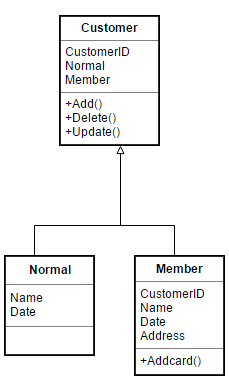 Customer
CustomerID
Normal
Member
+Add()
+Delete()
+Update()
Normal
Name
Date
Member
CustomerID
Name
Date
Address
+Addcard()